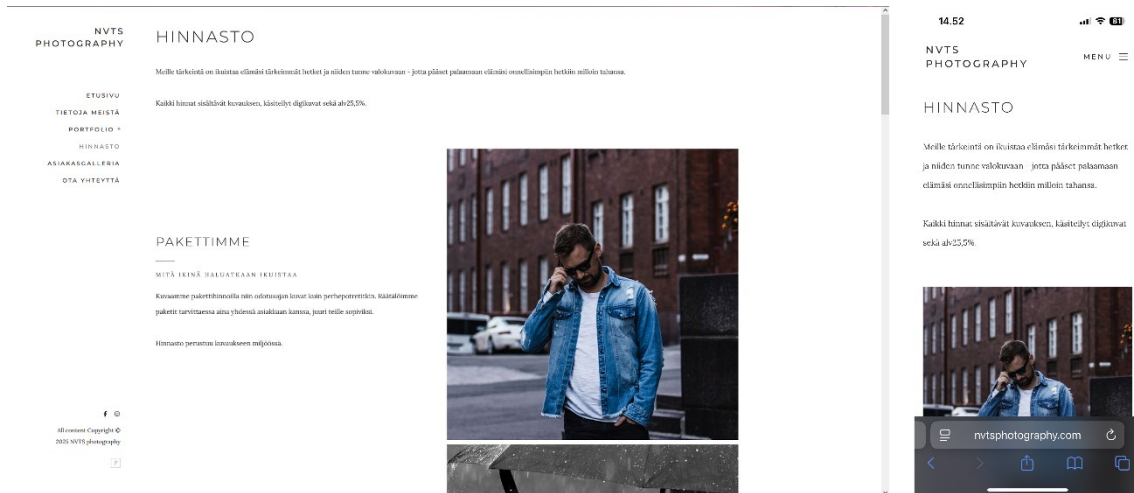 NVTS
PHOTOGRAPHY
ETUSIVU
TIETOJA MEISTÄ
PORTFOLIO
HINNASTO
ASIAKASGALLERIA
OTA YHTEYTTÄ
All content Copyright ©
2025 NVTS photography
HINNASTO
Meille tärkeintä on ikuistaa elämäsi tärkeimmät hetket ja niiden tunne valokuvaan - jotta pääset palaamaan elämäsi onnellisimpiin hetkiin milloin tahansa.
Kaikki hinnat sisältävät kuvauksen, käsitellyt digikuvat sekä alv25,5%.
PAKETTIMME
MITÄ IKINÄ HALUATKAAN IKUISTAA
Kuvaamme pakettihinnoilla niin odotusajan kuvat kuin perhepotretitkin. Räätälöimme
paketit tarvittaessa aina yhdessä asiakkaan kanssa, juuri teille sopiviksi.
Hinnasto perustuu kuvaukseen miljöössä.
14.52
81
NVTS
PHOTOGRAPHY
MENU
HINNASTO
Meille tärkeintä on ikuistaa elämäsi tärkeimmät hetket
ja niiden tunne valokuvaan - jotta pääset palaamaan
elämäsi onnellisimpiin hetkiin milloin tahansa.
Kaikki hinnat sisältävät kuvauksen, käsitellyt digikuvat
sekä alv25,5%.
nvtsphotography.com